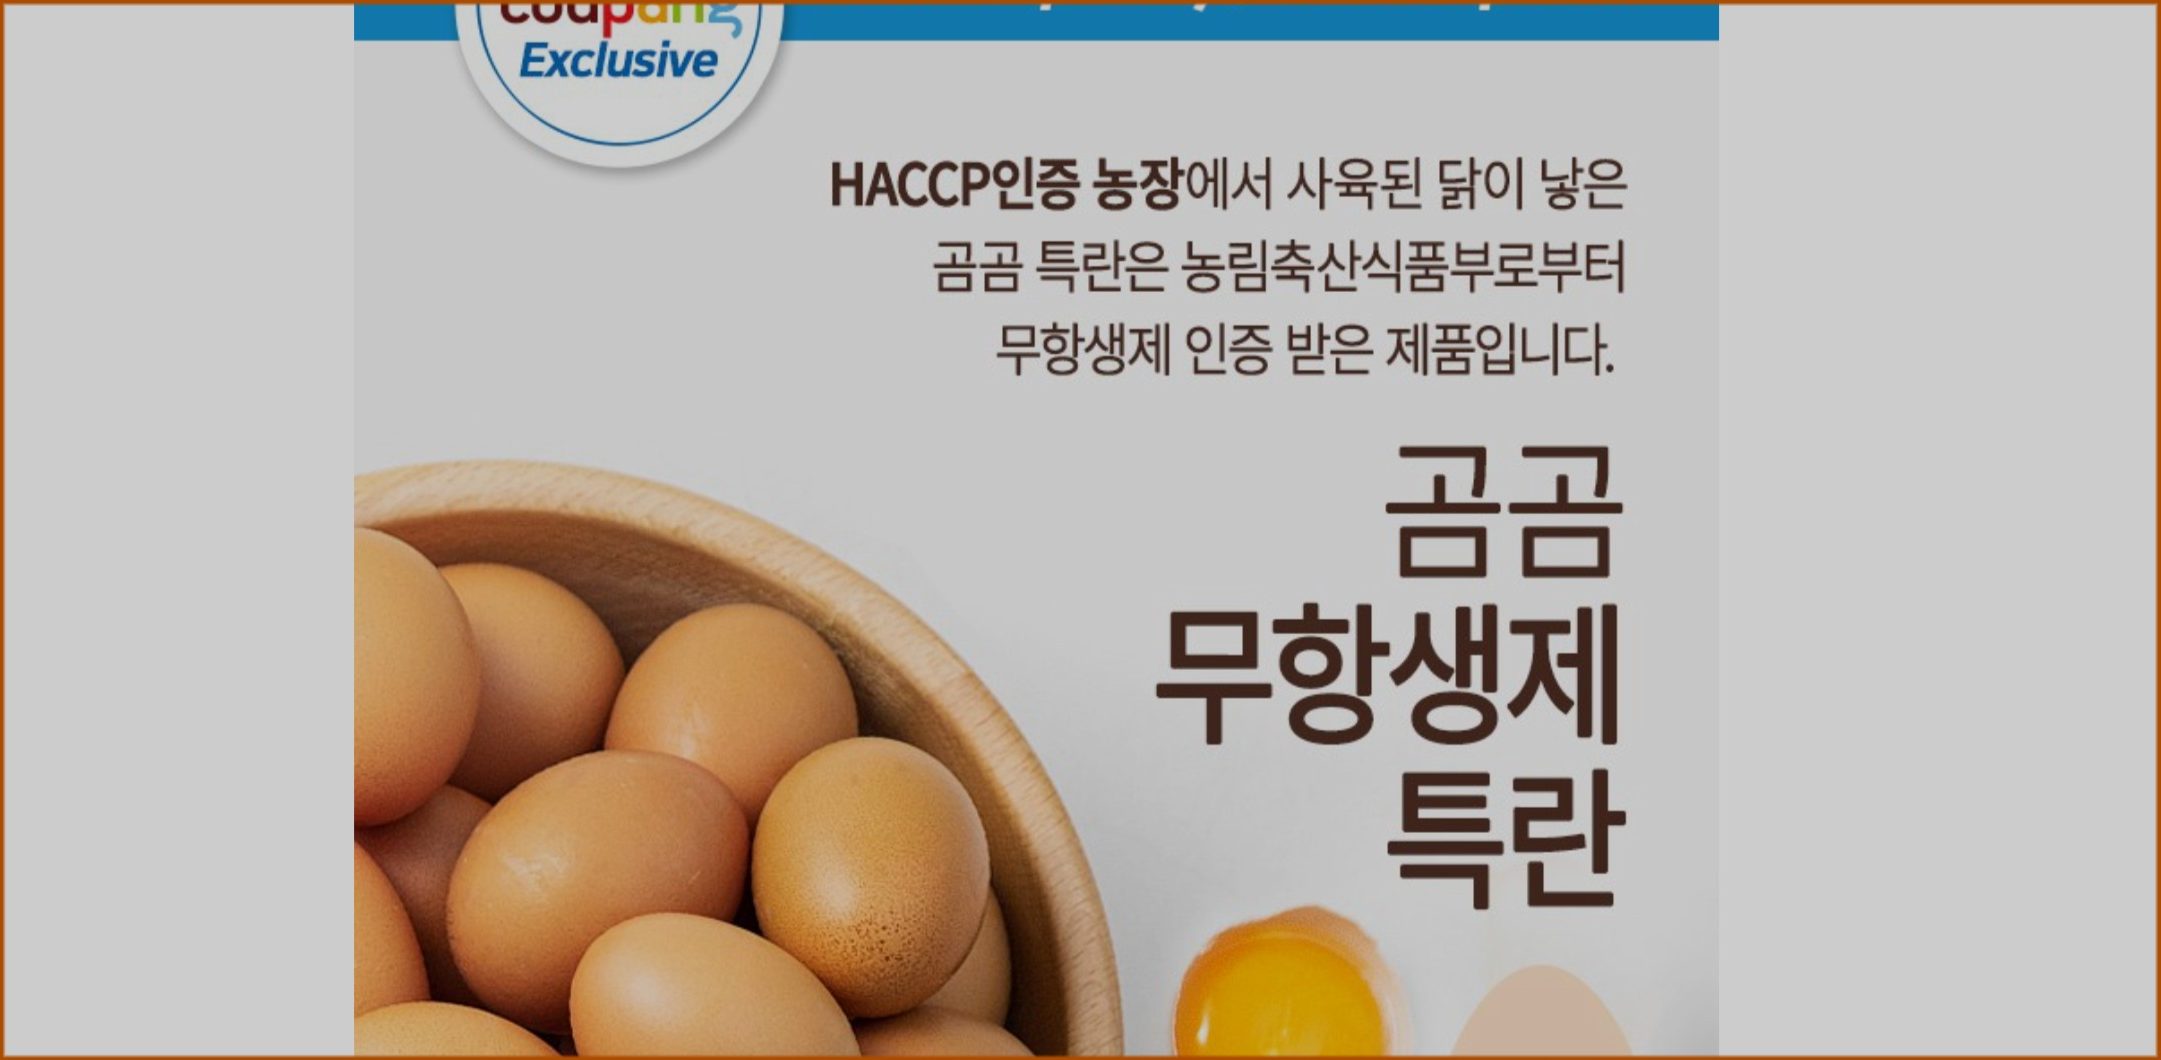 coupang
Exclusive
HACCP인증 농장에서 사육된 닭이 낳은
곰곰 특란은 농림축산식품부로부터
무항생제 인증 받은 제품입니다.
곰곰
무항생제
특란